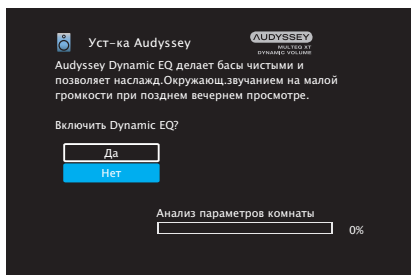 Уст-ка Audyssey
AUDYSSEY
MULTEQ XT
DYNAMIC VOLUME
Audyssey Dynamic EQ делает басы чистыми и
позволяет наслажд.Окружающ.звучанием на малой
громкости при позднем вечернем просмотре.
Включить Dynamic EQ?
Да
Нет
Анализ параметров комнаты
0%